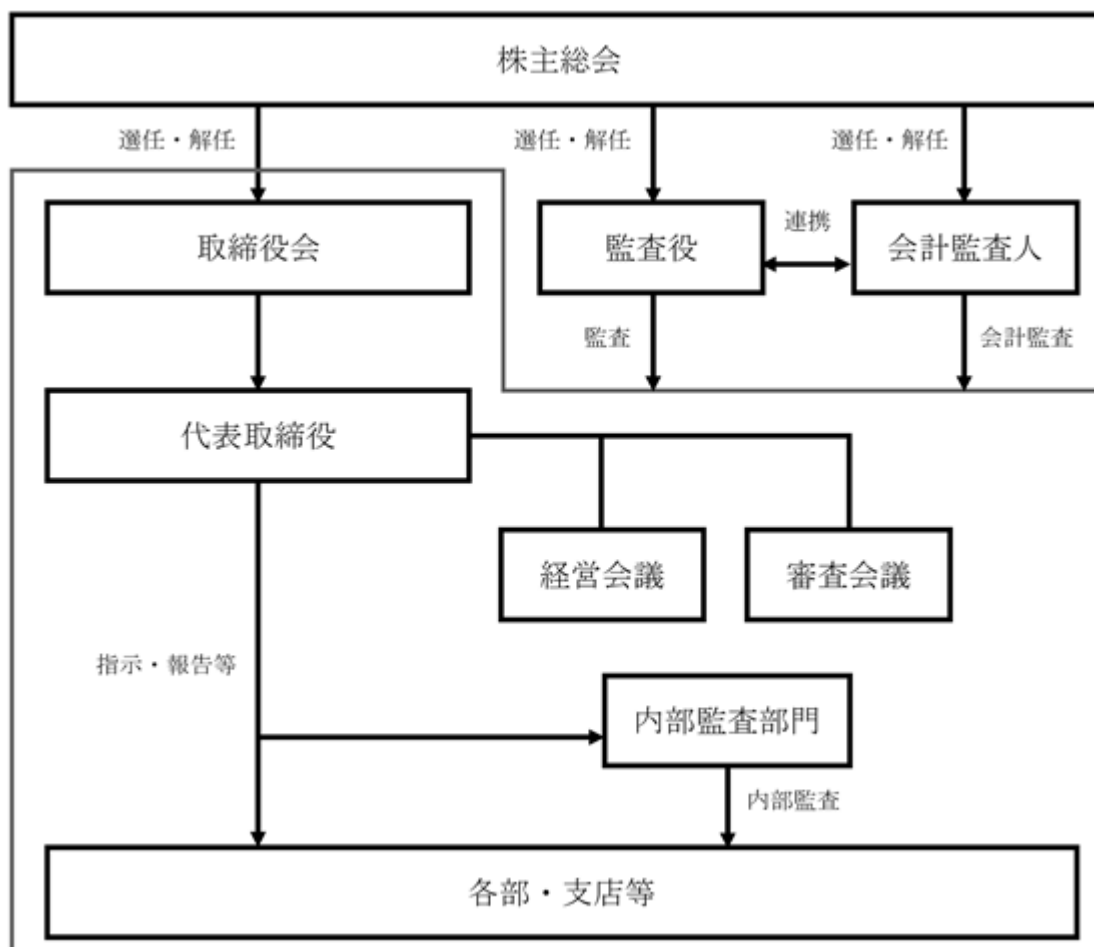 株主総会
選任・解任
選任・解任
選任・解任
取締役会
監査役
連携
会計監査人
監査
会計監査
代表取締役
経営会議
審査会議
指示・報告等
内部監査部門
内部監査
各部・支店等